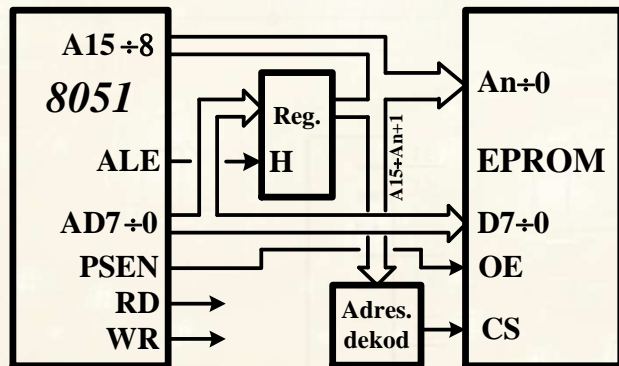 A15÷8
8051
ALE
AD7÷0
PSEN
RD
WR
Reg.
H
A15÷An+1
Adres.
dekod
An÷0
EPROM
D7÷0
OE
CS